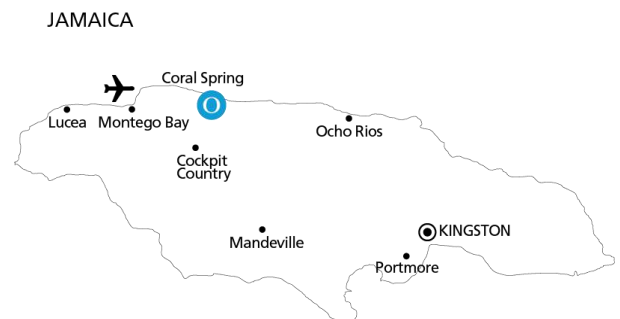 JAMAICA
Coral Spring
O
Lucea
Montego Bay
Ocho Rios
Cockpit
Country
KINGSTON
Mandeville
Portmore